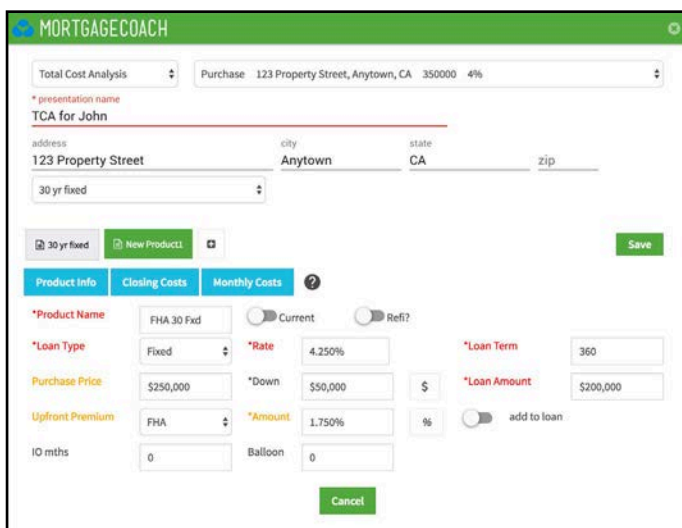 MORTGAGECOACH
Total Cost Analysis Purchase 123 Property Street, Anytown, CA 350000 4%
* presentation name
TCA for John
address city state
123 Property Street Anytown CA zip
30 yr fixed
30 yr fixed New Product1 Save
Product Info Closing Costs Monthly Costs ?
*Product Name FHA 30 Fxd Current Refi?
*Loan Type Fixed *Rate 4.250% *Loan Term 360
Purchase Price $250,000 *Down $50,000 $ *Loan Amount $200,000
Upfront Premium FHA *Amount 1.750% % add to loan
IO mths 0 Balloon 0
Cancel